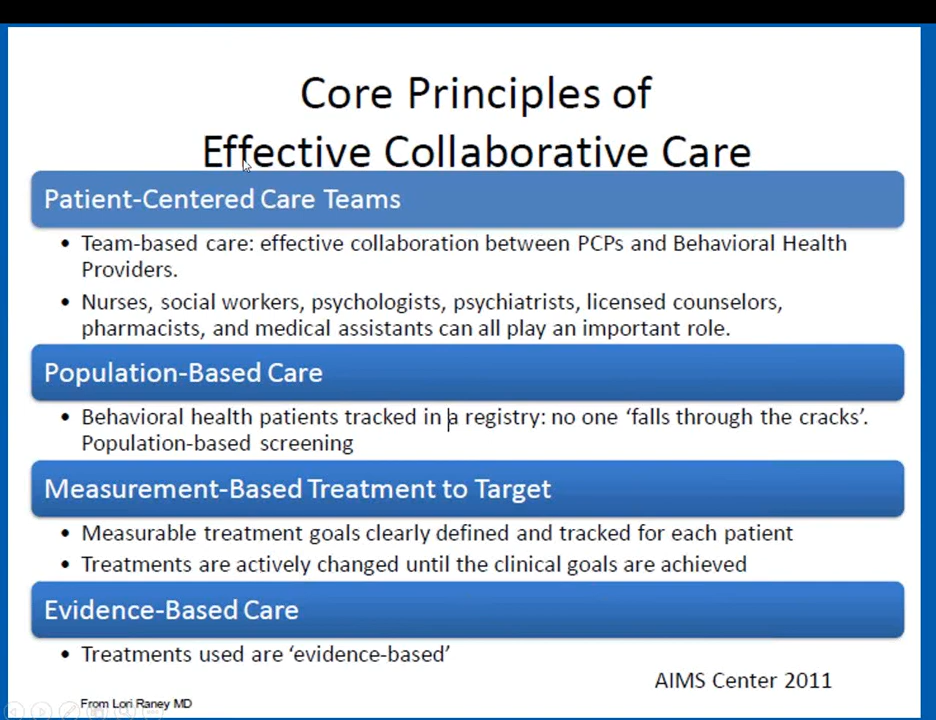 Core Principles of
Effective Collaborative Care
Patient-Centered Care Teams
• Team-based care: effective collaboration between PCPs and Behavioral Health
Providers.
• Nurses, social workers, psychologists, psychiatrists, licensed counselors,
pharmacists, and medical assistants can all play an important role.
Population-Based Care
• Behavioral health patients tracked in a registry: no one ‘falls through the cracks’.
Population-based screening
Measurement-Based Treatment to Target
• Measurable treatment goals clearly defined and tracked for each patient
• Treatments are actively changed until the clinical goals are achieved
Evidence-Based Care
• Treatments used are ‘evidence-based’
AIMS Center 2011
From Lori Raney MD